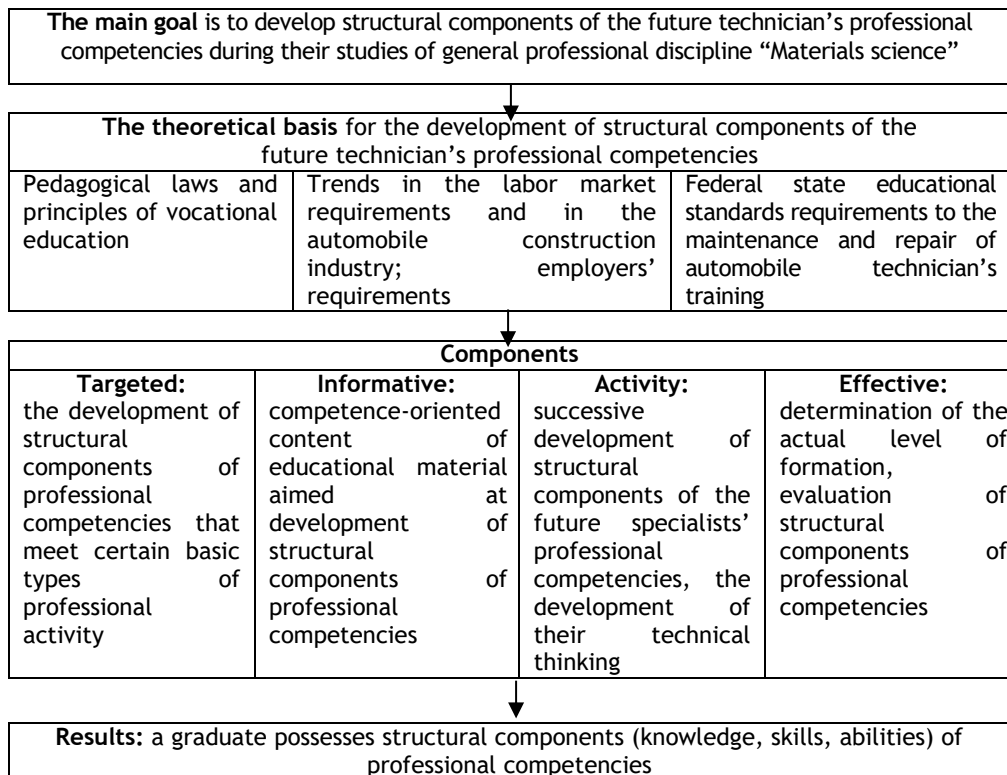 The main goal is to develop structural components of the future technician’s professional
competencies during their studies of general professional discipline “Materials science”
The theoretical basis for the development of structural components of the
future technician’s professional competencies
Pedagogical laws and
principles of vocational
education
Trends in the labor market
requirements and in the
automobile construction
industry; employers’
requirements
Federal state educational
standards requirements to the
maintenance and repair of
automobile technician’s
training
Components
Targeted:
the development of
structural
components of
professional
competencies that
meet certain basic
types of
professional
activity
Informative:
competence-oriented
content of
educational material
aimed at
development of
structural
components of
professional
competencies
Activity:
successive
development of
structural
components of the
future specialists’
professional
competencies, the
development of
their technical
thinking
Effective:
determination of the
actual level of
formation,
evaluation of
structural
components of
professional
competencies
Results: a graduate possesses structural components (knowledge, skills, abilities) of
professional competencies